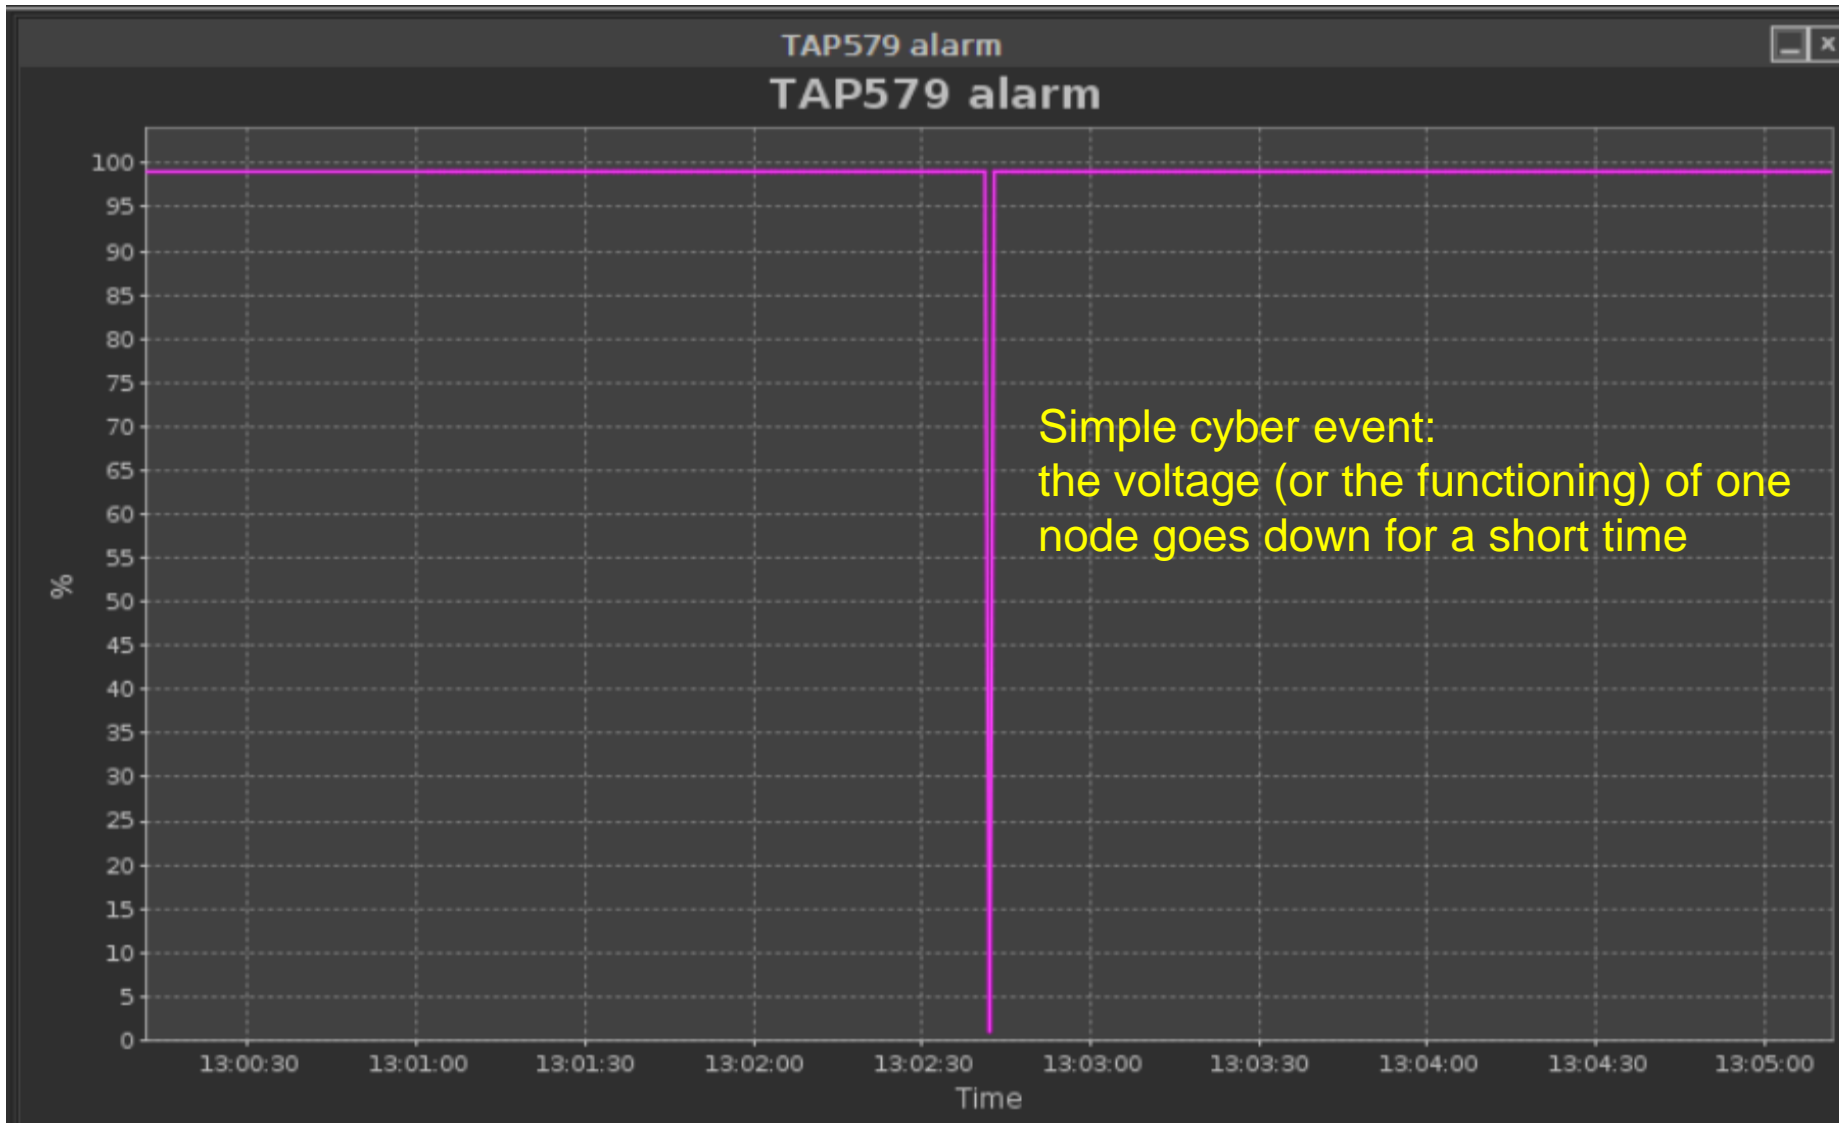 TAP579 alarm
x
TAP579 alarm
100
95
90
85
80
75
70
65
60
55
50
45
40
35
30
25
20
15
10
5
0
%
Simple cyber event:
the voltage (or the functioning) of one
node goes down for a short time
13:00:30 13:01:00 13:01:30 13:02:00 13:02:30 13:03:00 13:03:30 13:04:00 13:04:30 13:05:00
Time